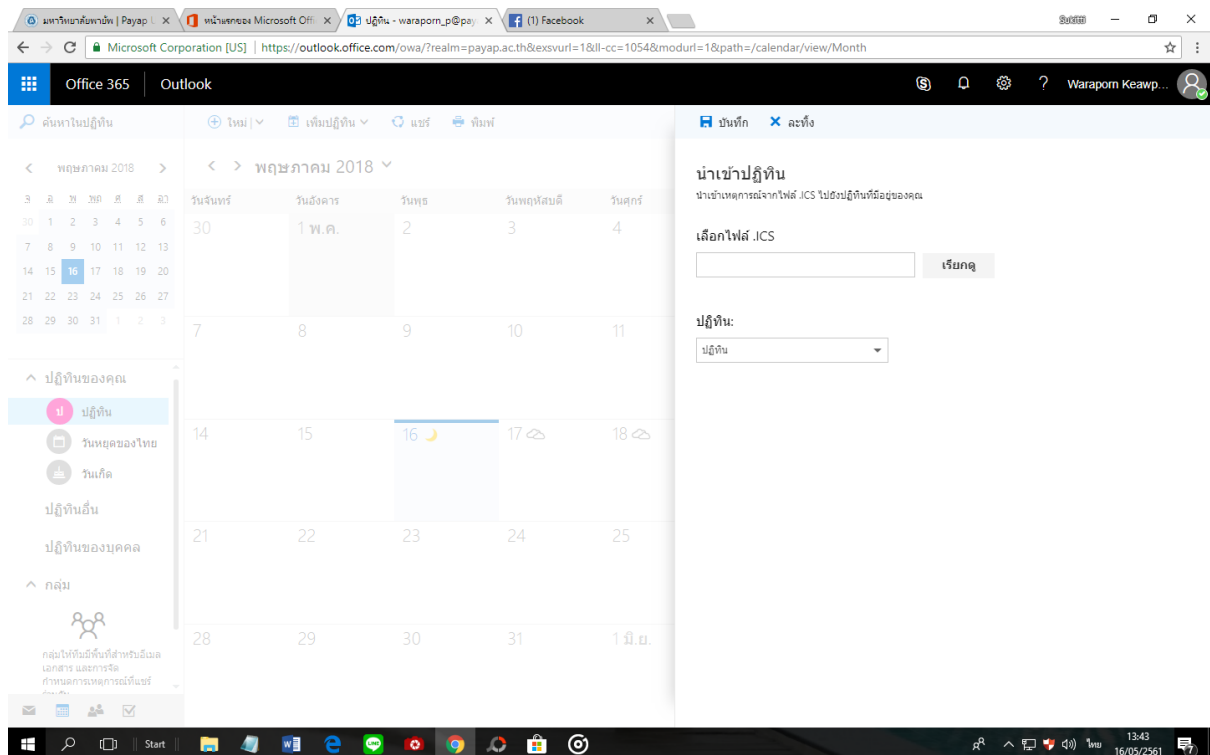 มหาวิทยาลัยพายัพ | Payap U
หน้าแรกของ Microsoft Offi
ปฏิทิน - waraporn_p@pay
(1) Facebook
Microsoft Corporation [US] | https://outlook.office.com/owa/?realm=payap.ac.th&exsvurl=1&ll-cc=1054&modurl=1&path=/calendar/view/Month
Office 365 Outlook
Waraporn Keawp...
ค้นหาในปฏิทิน
ใหม่ เพิ่มปฏิทิน แชร์ พิมพ์
บันทึก ละทิ้ง
พฤษภาคม 2018
จ อ พ พฤ ศ ส อา
30 1 2 3 4 5 6
7 8 9 10 11 12 13
14 15 16 17 18 19 20
21 22 23 24 25 26 27
28 29 30 31 1 2 3
ปฏิทินของคุณ
ป ปฏิทิน
วันหยุดของไทย
วันเกิด
ปฏิทินอื่น
ปฏิทินของบุคคล
กลุ่ม
กลุ่มให้ทีมมีพื้นที่สำหรับอีเมล
เอกสาร และการจัด
กำหนดการเหตุการณ์ที่แชร์
พฤษภาคม 2018
วันจันทร์ วันอังคาร วันพุธ วันพฤหัสบดี วันศุกร์
30 1 พ.ค. 2 3 4
7 8 9 10 11
14 15 16 17 18
21 22 23 24 25
28 29 30 31 1 มิ.ย.
นำเข้าปฏิทิน
นำเข้าเหตุการณ์จากไฟล์ .ICS ไปยังปฏิทินที่มีอยู่ของคุณ
เลือกไฟล์ .ICS
เรียกดู
ปฏิทิน:
ปฏิทิน
Start
ไทย
13:43
16/05/2561